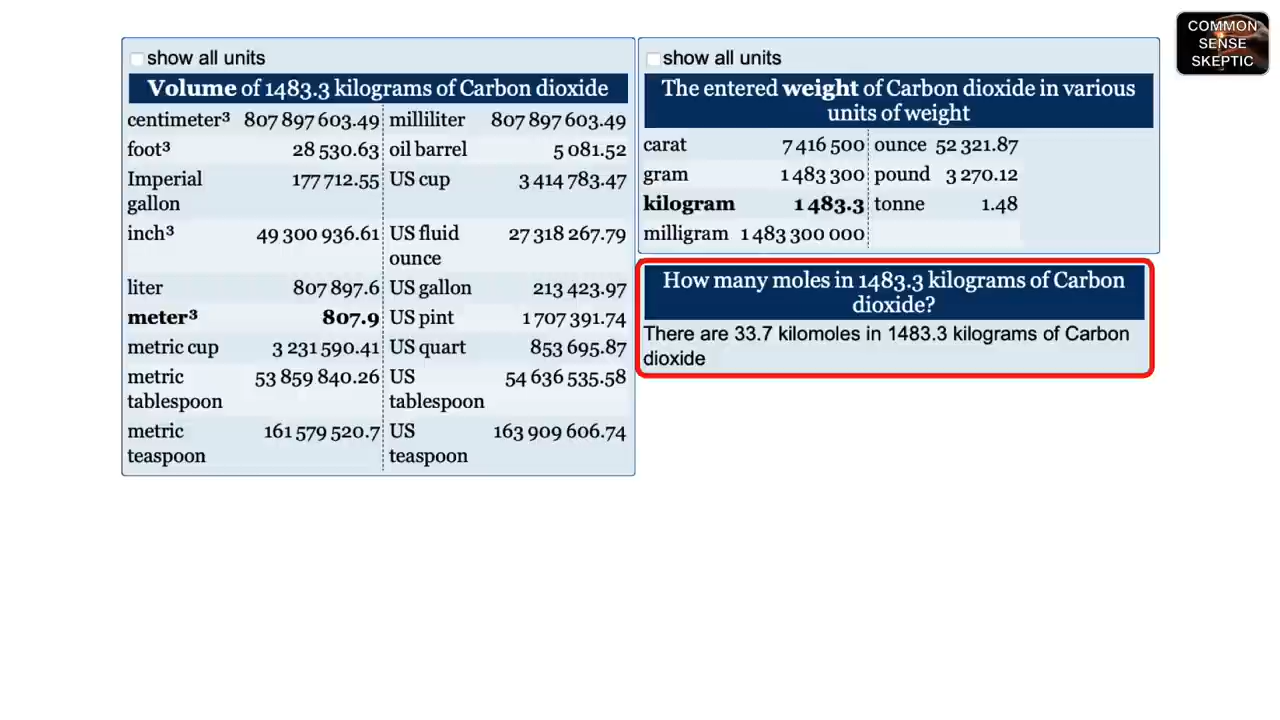 COMMON
SENSE
SKEPTIC
show all units
Volume of 1483.3 kilograms of Carbon dioxide
centimeter³ 807 897 603.49 milliliter 807 897 603.49
foot³ 28 530.63 oil barrel 5 081.52
Imperial gallon 177 712.55 US cup 3 414 783.47
inch³ 49 300 936.61 US fluid ounce 27 318 267.79
liter 807 897.6 US gallon 213 423.97
meter³ 807.9 US pint 1 707 391.74
metric cup 3 231 590.41 US quart 853 695.87
metric tablespoon 53 859 840.26 US tablespoon 54 636 535.58
metric teaspoon 161 579 520.7 US teaspoon 163 909 606.74
show all units
The entered weight of Carbon dioxide in various
units of weight
carat 7 416 500 ounce 52 321.87
gram 1 483 300 pound 3 270.12
kilogram 1 483.3 tonne 1.48
milligram 1 483 300 000
How many moles in 1483.3 kilograms of Carbon
dioxide?
There are 33.7 kilomoles in 1483.3 kilograms of Carbon
dioxide